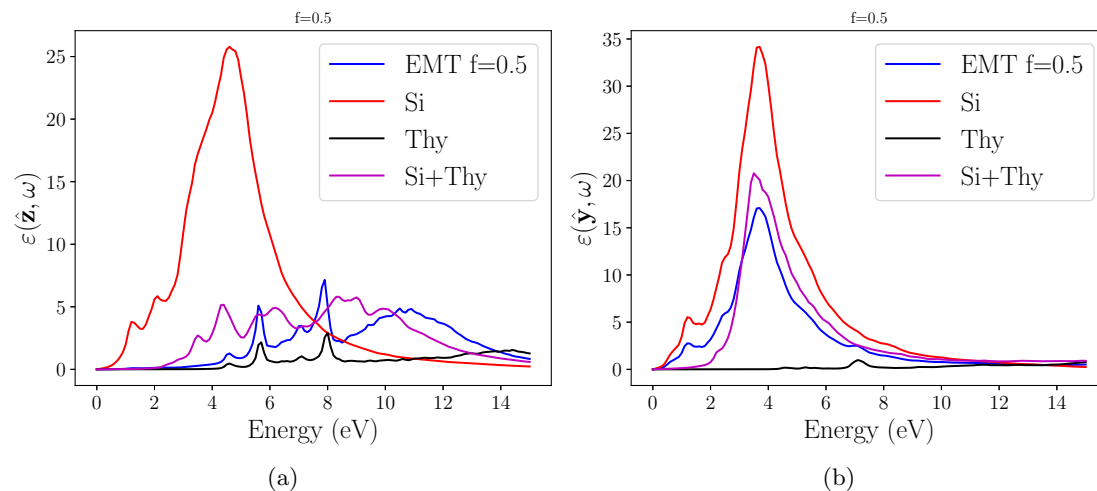 f=0.5
25
20
15
10
5
0
ε(ẑ, ω)
EMT f=0.5
Si
Thy
Si+Thy
0 2 4 6 8 10 12 14
Energy (eV)
(a)
f=0.5
35
30
25
20
15
10
5
0
ε(ŷ, ω)
EMT f=0.5
Si
Thy
Si+Thy
0 2 4 6 8 10 12 14
Energy (eV)
(b)